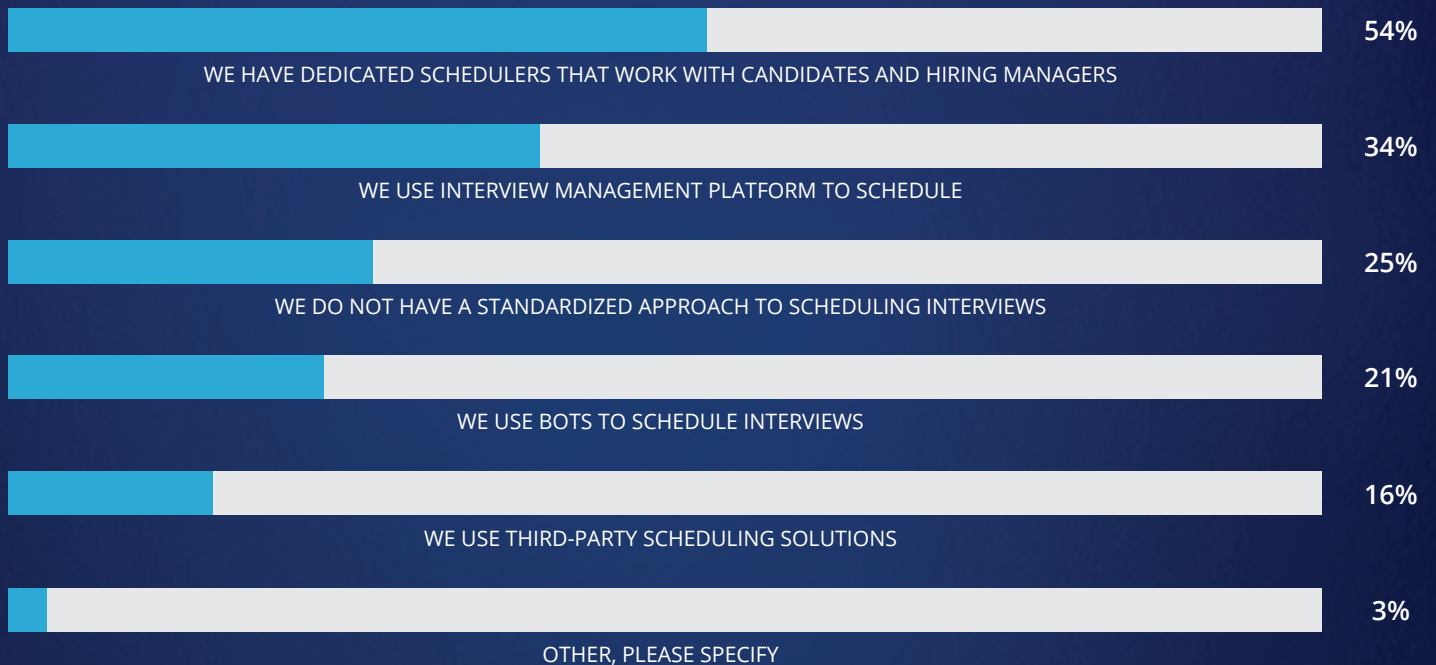 54%
WE HAVE DEDICATED SCHEDULERS THAT WORK WITH CANDIDATES AND HIRING MANAGERS
34%
WE USE INTERVIEW MANAGEMENT PLATFORM TO SCHEDULE
25%
WE DO NOT HAVE A STANDARDIZED APPROACH TO SCHEDULING INTERVIEWS
21%
WE USE BOTS TO SCHEDULE INTERVIEWS
16%
WE USE THIRD-PARTY SCHEDULING SOLUTIONS
3%
OTHER, PLEASE SPECIFY